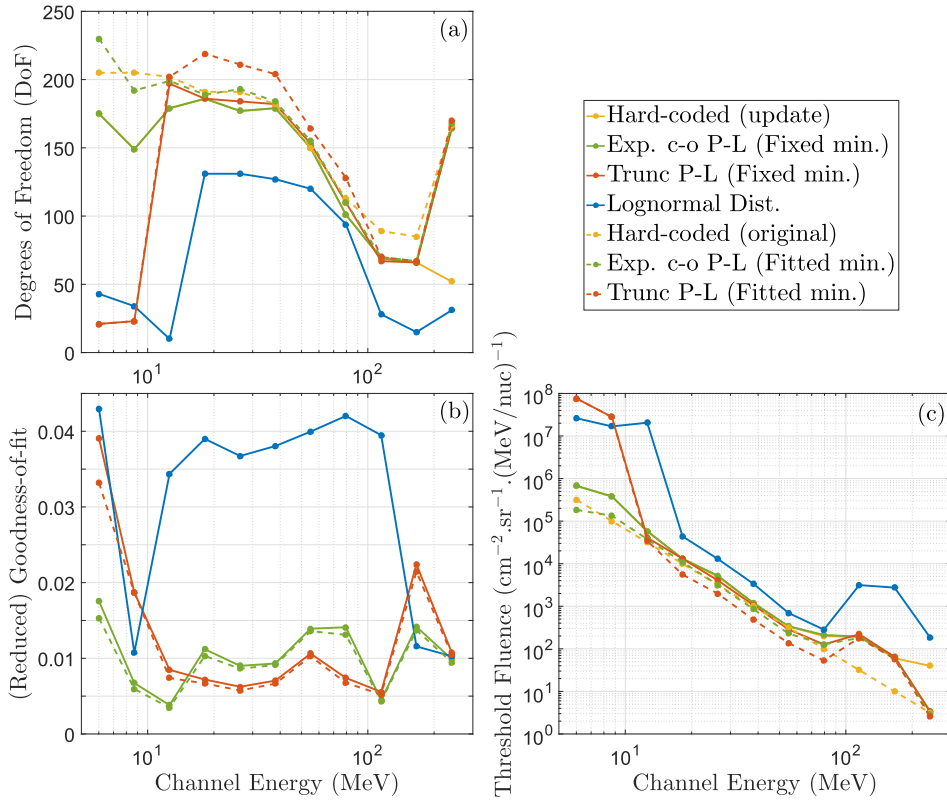 (a)
Degrees of Freedom (DoF)
250
200
150
100
50
0
10^1
10^2
Hard-coded (update)
Exp. c-o P-L (Fixed min.)
Trunc P-L (Fixed min.)
Lognormal Dist.
Hard-coded (original)
Exp. c-o P-L (Fitted min.)
Trunc P-L (Fitted min.)
(b)
(Reduced) Goodness-of-fit
0.04
0.03
0.02
0.01
0
10^1
10^2
Channel Energy (MeV)
(c)
Threshold Fluence (cm^{-2}.sr^{-1}.(MeV/nuc)^{-1})
10^8
10^7
10^6
10^5
10^4
10^3
10^2
10^1
10^0
10^1
10^2
Channel Energy (MeV)